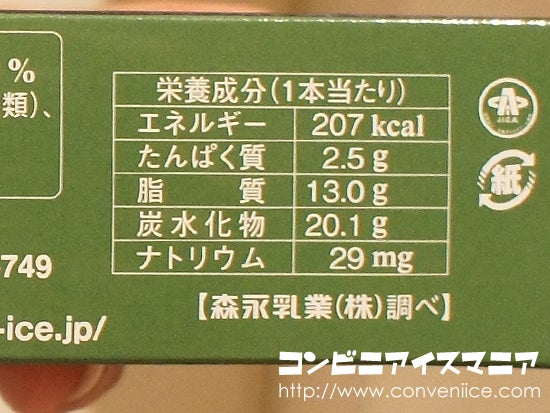 %
類)、
栄養成分(1本当たり)
エネルギー 207 kcal
たんぱく質 2.5 g
脂質 13.0 g
炭水化物 20.1 g
ナトリウム 29 mg
紙
【森永乳業(株)調べ】
749
-ice.jp/
コンビニアイスマニア
http://www.conveniice.com/